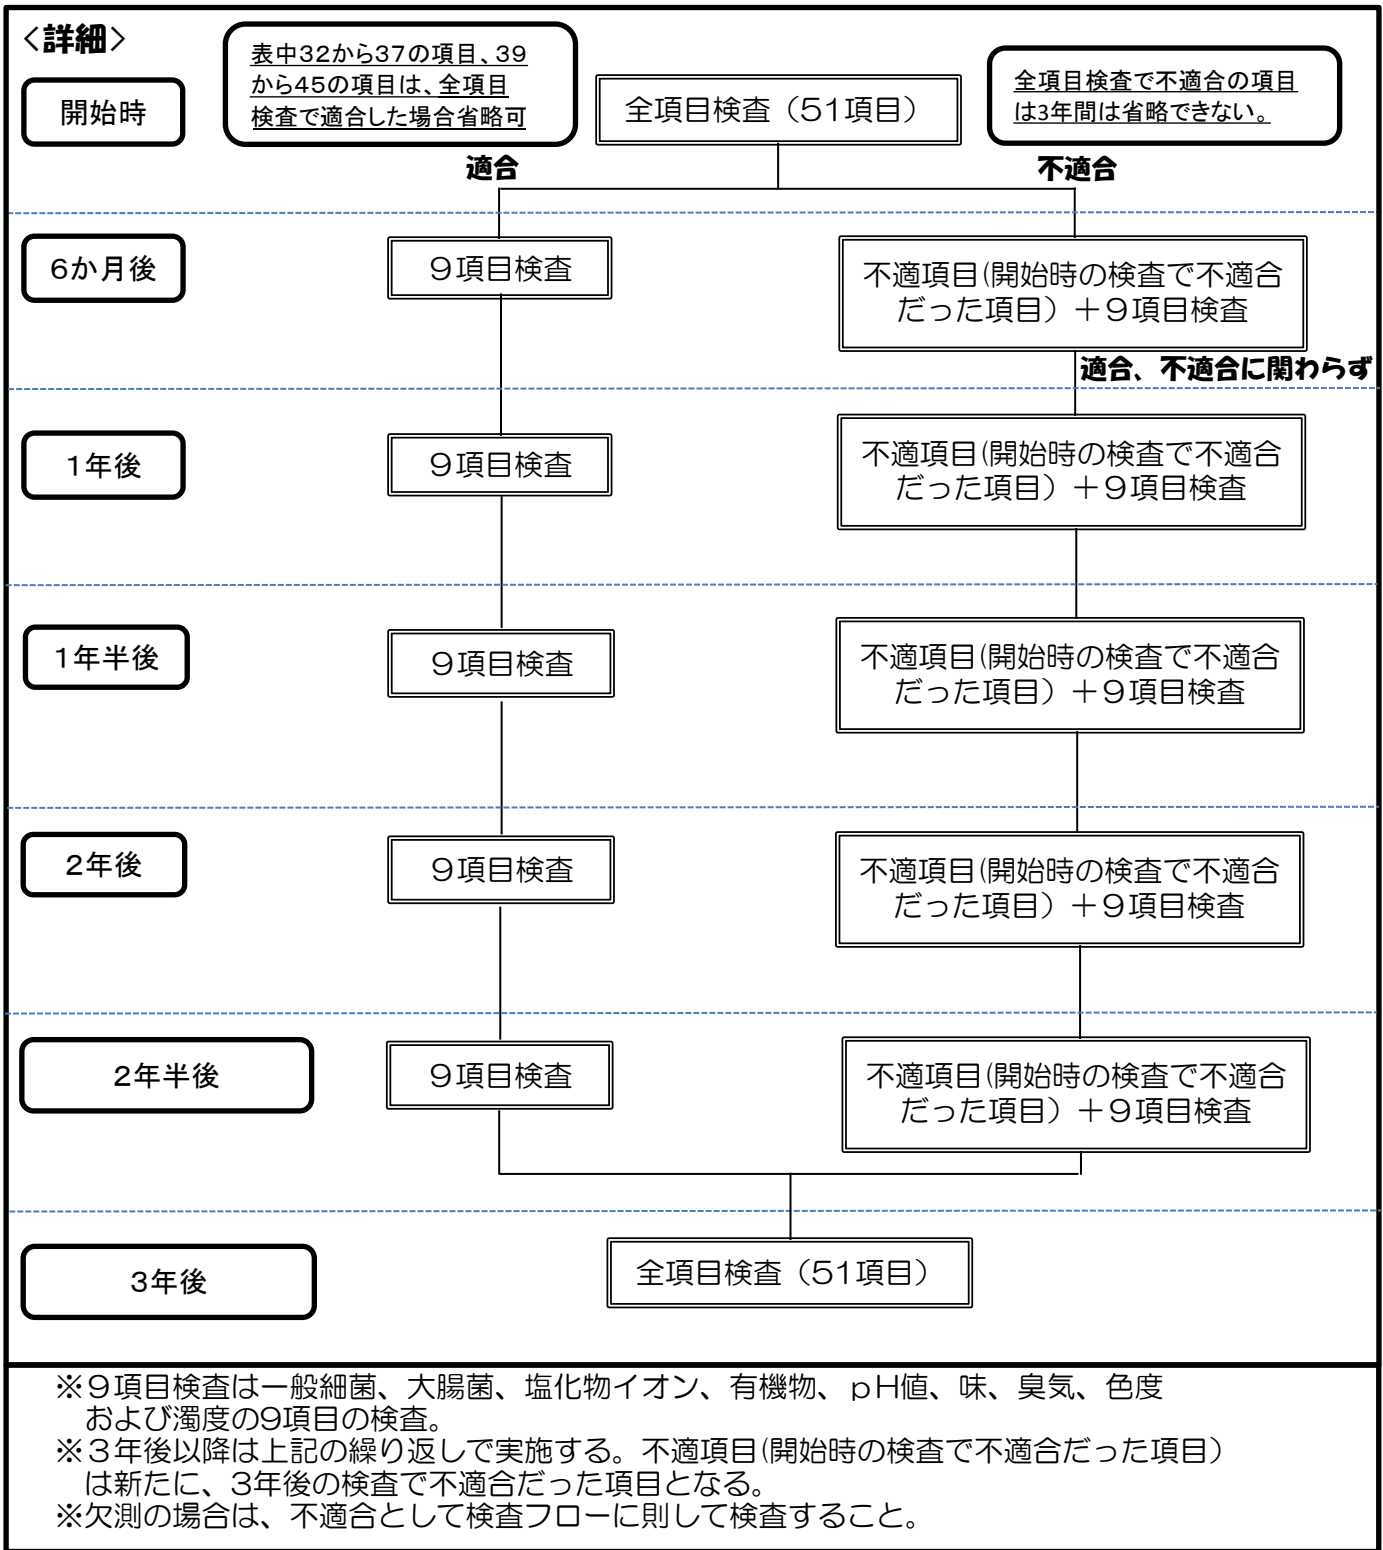 <詳細>
表中32から37の項目、39
から45の項目は、全項目
検査で適合した場合省略可
開始時
全項目検査（51項目）
全項目検査で不適合の項目
は3年間は省略できない。
適合
不適合
6か月後
9項目検査
不適項目(開始時の検査で不適合
だった項目）＋9項目検査
適合、不適合に関わらず
1年後
9項目検査
不適項目(開始時の検査で不適合
だった項目）＋9項目検査
1年半後
9項目検査
不適項目(開始時の検査で不適合
だった項目）＋9項目検査
2年後
9項目検査
不適項目(開始時の検査で不適合
だった項目）＋9項目検査
2年半後
9項目検査
不適項目(開始時の検査で不適合
だった項目）＋9項目検査
3年後
全項目検査（51項目）
※９項目検査は一般細菌、大腸菌、塩化物イオン、有機物、ｐH値、味、臭気、色度
および濁度の9項目の検査。
※３年後以降は上記の繰り返しで実施する。不適項目(開始時の検査で不適合だった項目）
は新たに、3年後の検査で不適合だった項目となる。
※欠測の場合は、不適合として検査フローに則して検査すること。